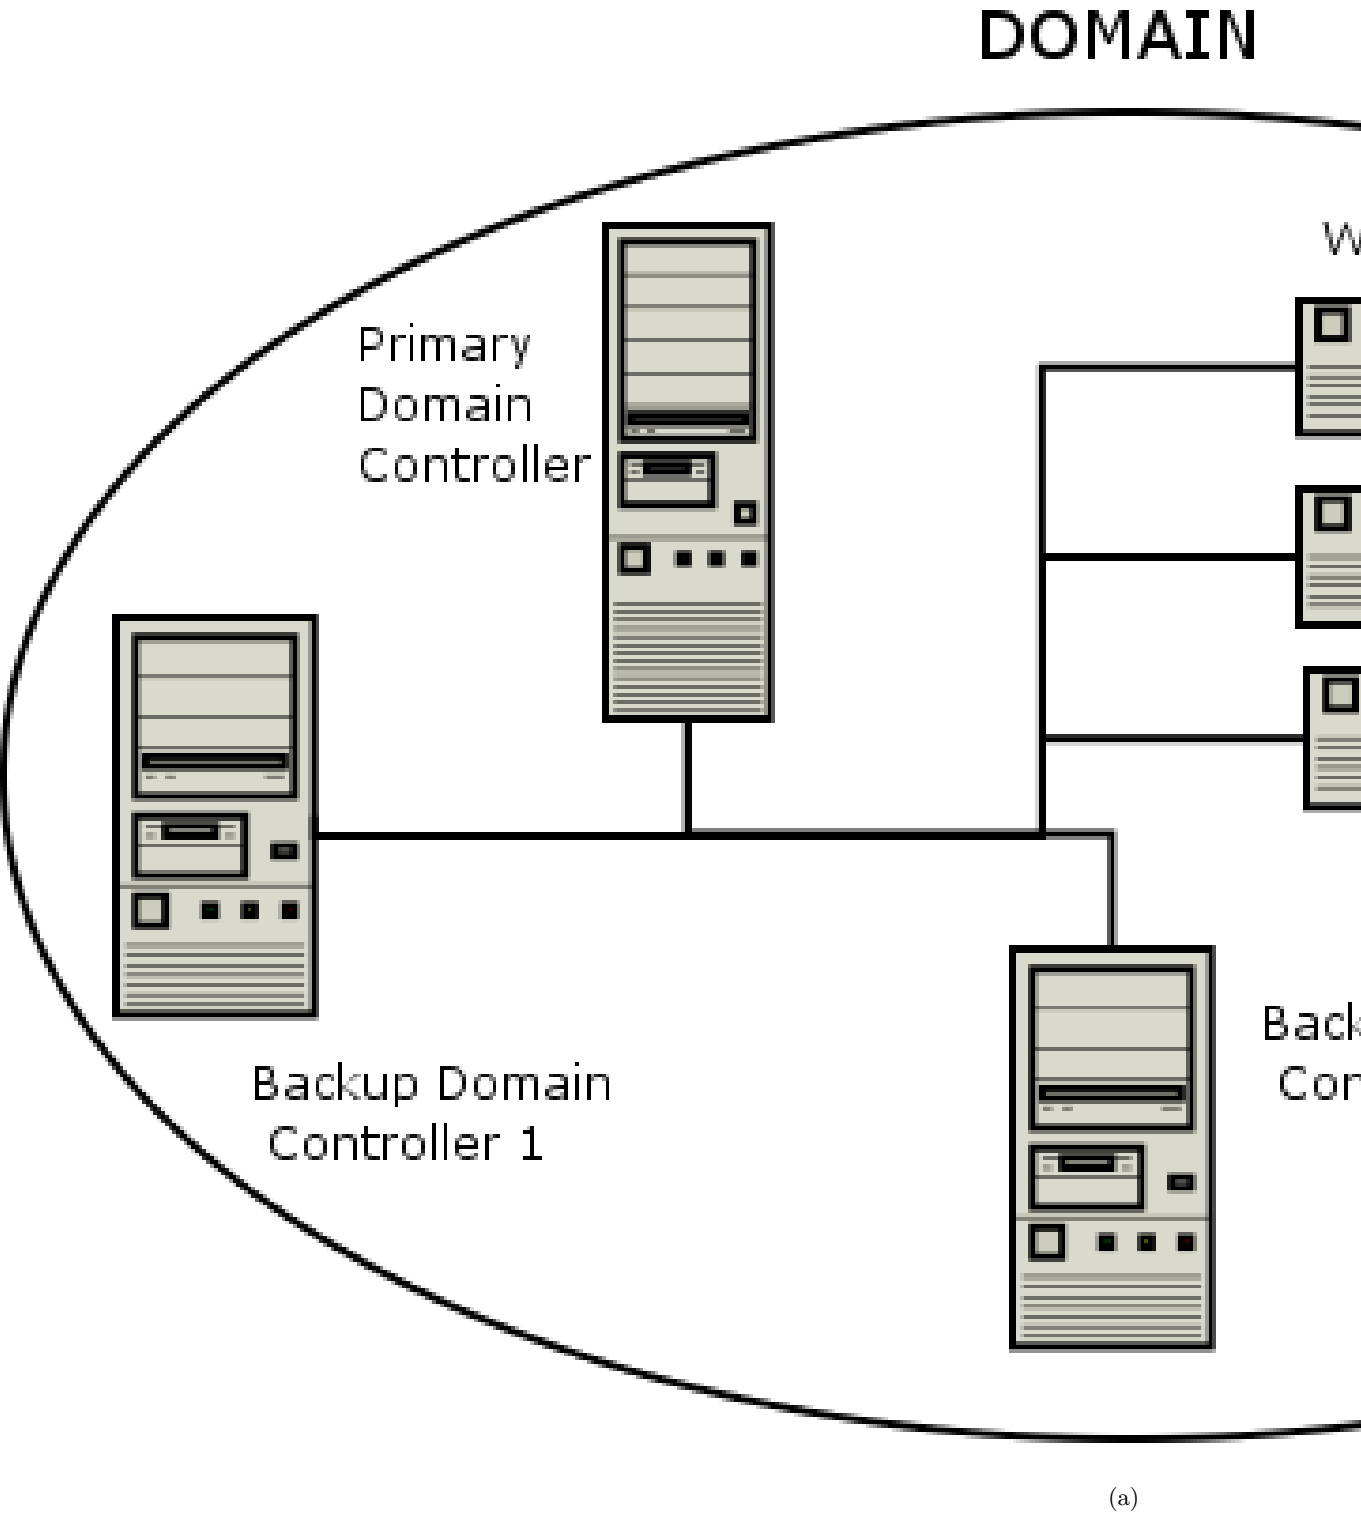 DOMAIN
Primary
Domain
Controller
Backup Domain
Controller 1
(a)